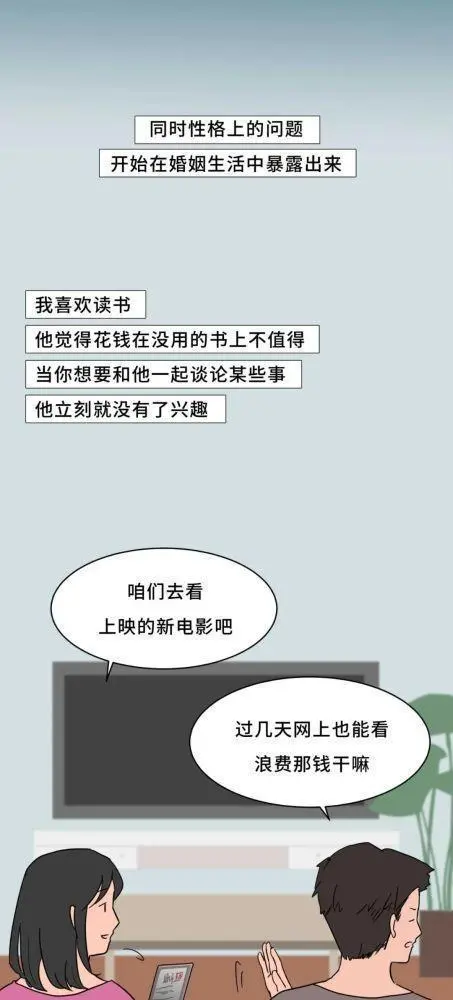 同时性格上的问题
开始在婚姻生活中暴露出来
我喜欢读书
他觉得花钱在没用的书上不值得
当你想要和他一起谈论某些事
他立刻就没有了兴趣
咱们去看
上映的新电影吧
过几天网上也能看
浪费那钱干嘛